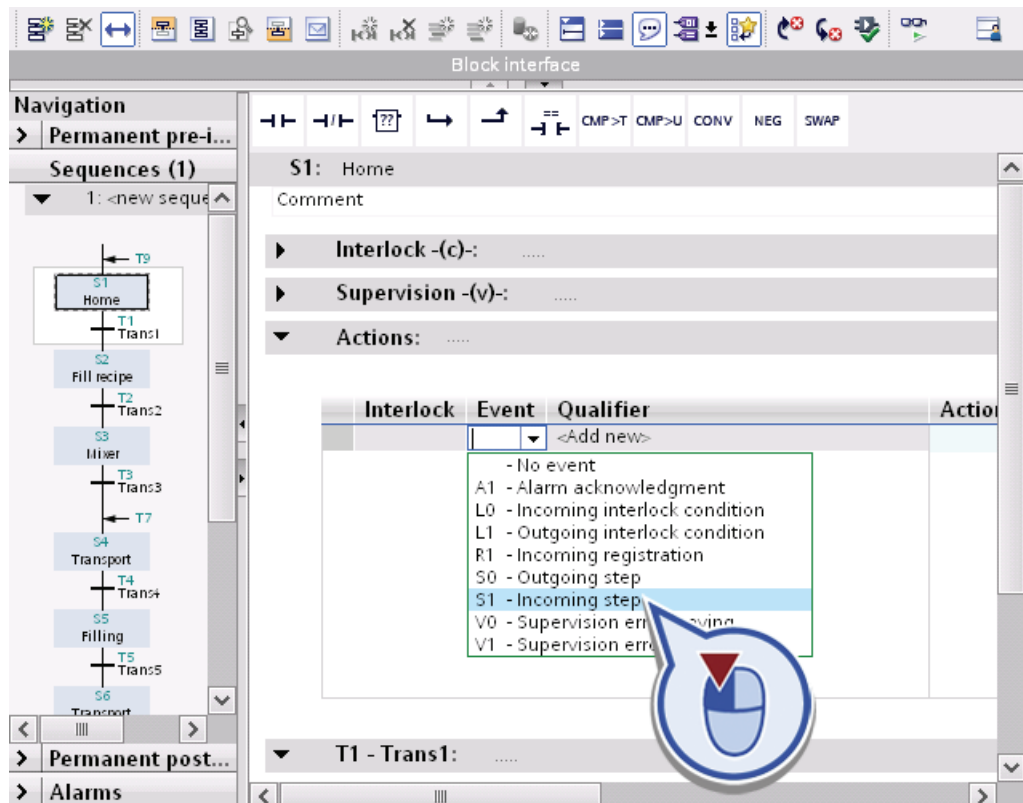 Block interface
Navigation
Permanent pre-i...
Sequences (1)
1: <new seque
T9
S1
Home
T1
Trans1
S2
Fill recipe
T2
Trans2
S3
Mixer
T3
Trans3
T7
S4
Transport
T4
Trans4
S5
Filling
T5
Trans5
S6
Transport
Permanent post...
Alarms
?? == CMP>T CMP>U CONV NEG SWAP
S1: Home
Comment
Interlock -(c)-: .....
Supervision -(v)-: .....
Actions: .....
Interlock Event Qualifier Action
<Add new>
- No event
A1 - Alarm acknowledgment
L0 - Incoming interlock condition
L1 - Outgoing interlock condition
R1 - Incoming registration
S0 - Outgoing step
S1 - Incoming step
V0 - Supervision err
V1 - Supervision erro
T1 - Trans1: .....